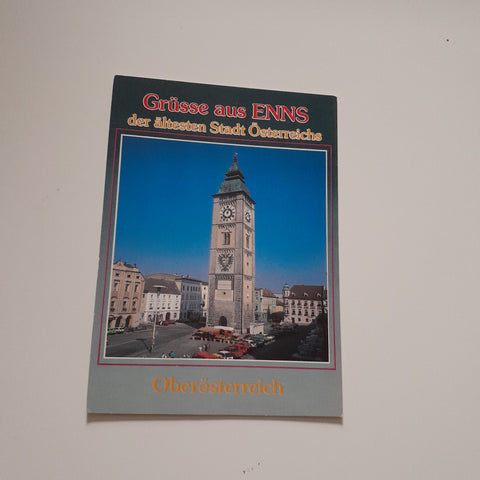 Grüsse aus ENNS
der ältesten Stadt Österreichs
Oberösterreich